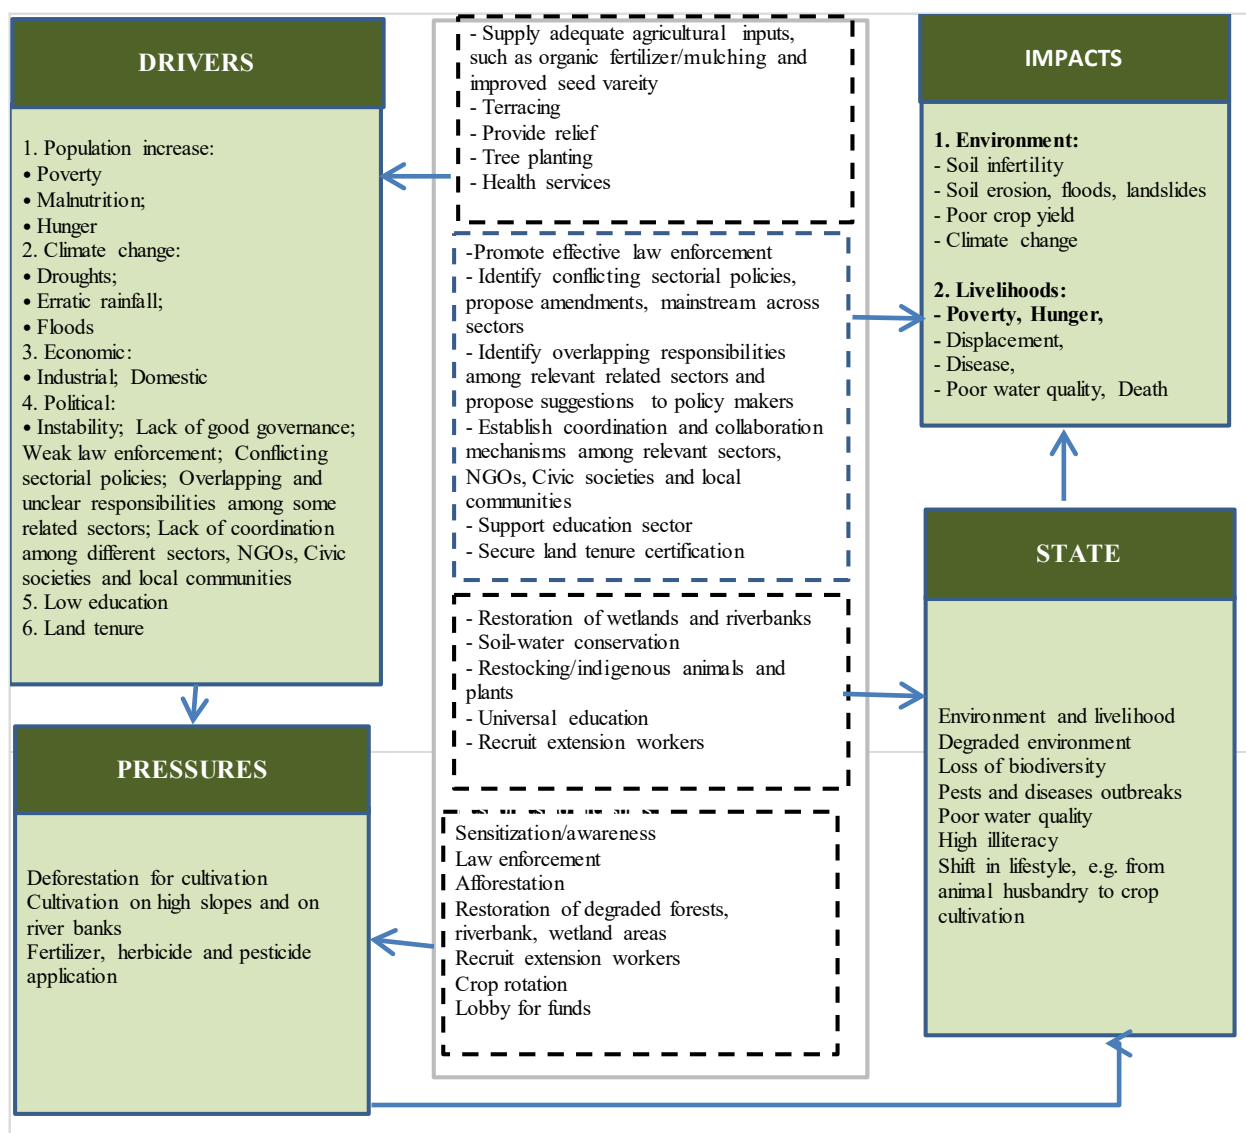 DRIVERS
1. Population increase:
• Poverty
• Malnutrition;
• Hunger
2. Climate change:
• Droughts;
• Erratic rainfall;
• Floods
3. Economic:
• Industrial; Domestic
4. Political:
• Instability; Lack of good governance;
Weak law enforcement; Conflicting
sectorial policies; Overlapping and
unclear responsibilities among some
related sectors; Lack of coordination
among different sectors, NGOs, Civic
societies and local communities
5. Low education
6. Land tenure
PRESSURES
Deforestation for cultivation
Cultivation on high slopes and on
river banks
Fertilizer, herbicide and pesticide
application
- Supply adequate agricultural inputs,
such as organic fertilizer/mulching and
improved seed vareity
- Terracing
- Provide relief
- Tree planting
- Health services
-Promote effective law enforcement
- Identify conflicting sectorial policies,
propose amendments, mainstream across
sectors
- Identify overlapping responsibilities
among relevant related sectors and
propose suggestions to policy makers
- Establish coordination and collaboration
mechanisms among relevant sectors,
NGOs, Civic societies and local
communities
- Support education sector
- Secure land tenure certification
- Restoration of wetlands and riverbanks
- Soil-water conservation
- Restocking/indigenous animals and
plants
- Universal education
- Recruit extension workers
Sensitization/awareness
Law enforcement
Afforestation
Restoration of degraded forests,
riverbank, wetland areas
Recruit extension workers
Crop rotation
Lobby for funds
IMPACTS
1. Environment:
- Soil infertility
- Soil erosion, floods, landslides
- Poor crop yield
- Climate change
2. Livelihoods:
- Poverty, Hunger,
- Displacement,
- Disease,
- Poor water quality, Death
STATE
Environment and livelihood
Degraded environment
Loss of biodiversity
Pests and diseases outbreaks
Poor water quality
High illiteracy
Shift in lifestyle, e.g. from
animal husbandry to crop
cultivation